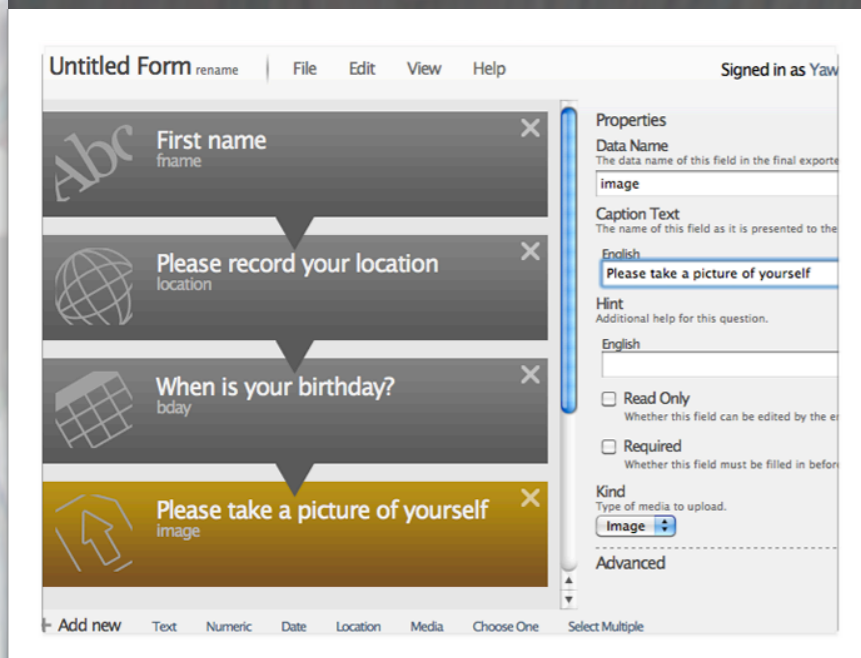 Untitled Form rename File Edit View Help Signed in as Yaw
Abc
First name
fname
Please record your location
location
When is your birthday?
bday
Please take a picture of yourself
image
Properties
Data Name
The data name of this field in the final exporte
image
Caption Text
The name of this field as it is presented to the
English
Please take a picture of yourself
Hint
Additional help for this question.
English
Read Only
Whether this field can be edited by the e
Required
Whether this field must be filled in befor
Kind
Type of media to upload.
Image
Advanced
+ Add new Text Numeric Date Location Media Choose One Select Multiple